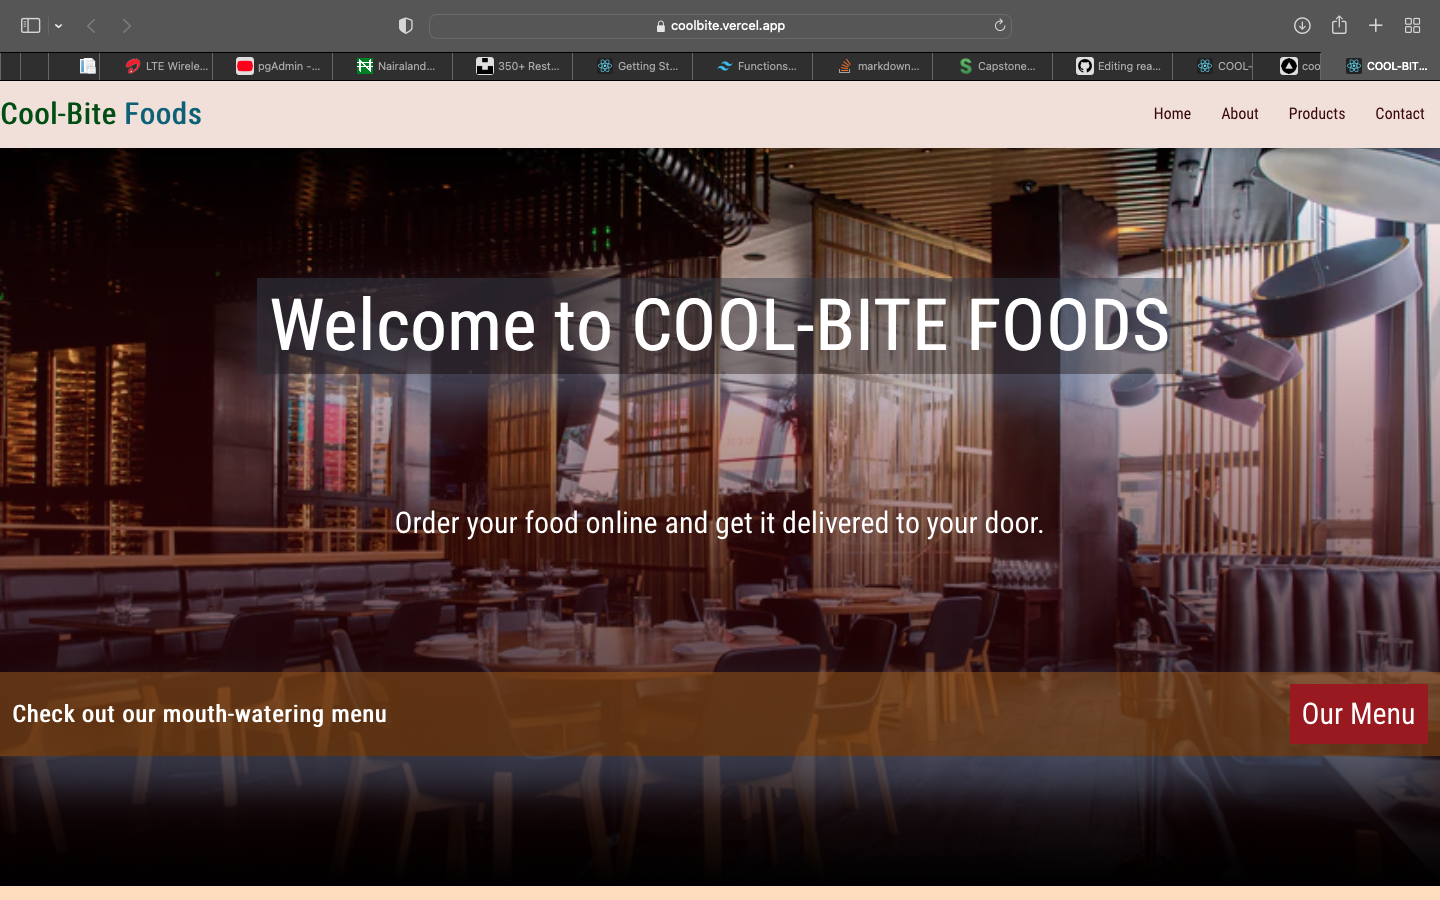 coolbite.vercel.app
LTE Wirele...
pgAdmin -...
Nairaland...
350+ Rest...
Getting St...
Functions...
markdown...
Capstone...
Editing rea...
COOL-
coo
COOL-BIT...
Cool-Bite Foods
Home
About
Products
Contact
Welcome to COOL-BITE FOODS
Order your food online and get it delivered to your door.
Check out our mouth-watering menu
Our Menu